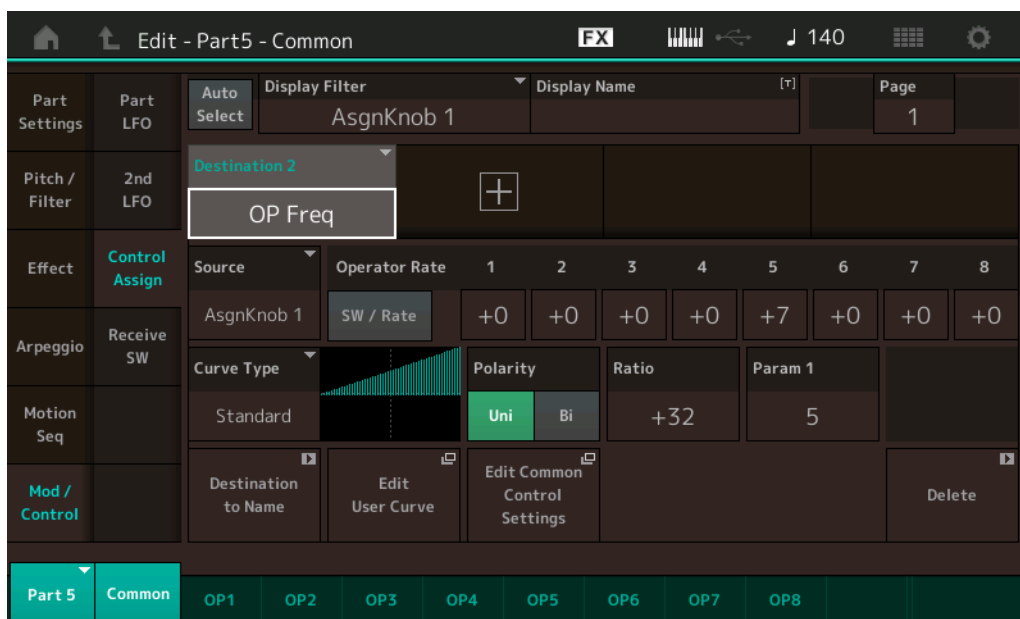 Edit - Part5 - Common
FX
♩ 140
Part
Settings
Part
LFO
Auto
Select
Display Filter
AsgnKnob 1
Display Name
[T]
Page
1
Pitch /
Filter
2nd
LFO
Destination 2
OP Freq
Effect
Control
Assign
Source
AsgnKnob 1
Operator Rate 1 2 3 4 5 6 7 8
SW / Rate +0 +0 +0 +0 +7 +0 +0 +0
Arpeggio
Receive
SW
Curve Type
Standard
Polarity
Uni Bi
Ratio
+32
Param 1
5
Motion
Seq
Mod /
Control
Destination
to Name
Edit
User Curve
Edit Common
Control
Settings
Delete
Part 5 Common OP1 OP2 OP3 OP4 OP5 OP6 OP7 OP8